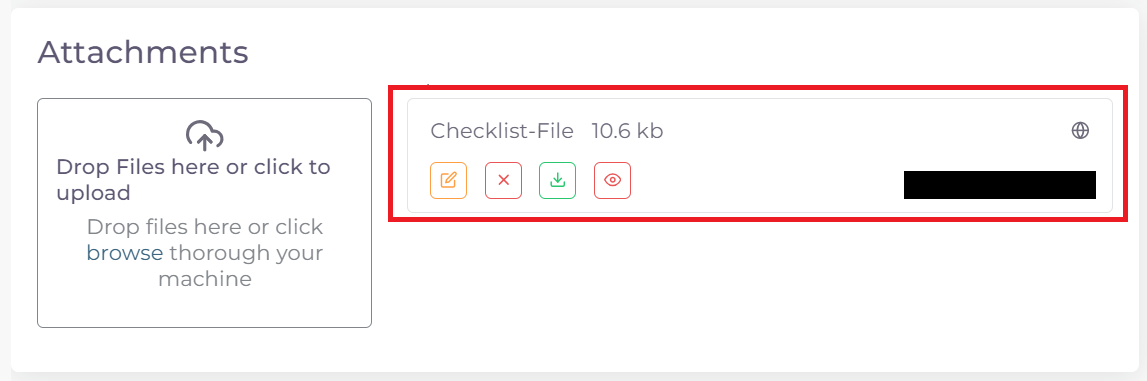 Attachments
Drop Files here or click to
upload
Drop files here or click
browse thorough your
machine
Checklist-File 10.6 kb